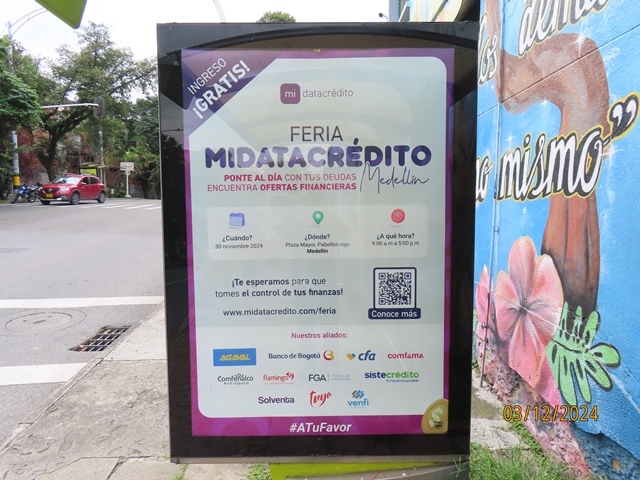 INGRESO
¡GRATIS!
mi datacrédito
FERIA
MIDATACRÉDITO
PONTE AL DÍA CON TUS DEUDAS
ENCUENTRA OFERTAS FINANCIERAS
Medellín
¿Cuándo?
30 noviembre 2024
¿Dónde?
Plaza Mayor, Pabellón rojo
Medellín
¿A qué hora?
9:00 a.m a 5:00 p.m
¡Te esperamos para que
tomes el control de tus finanzas!
www.midatacredito.com/feria
Conoce más
Nuestros aliados:
AGAVAL
Banco de Bogotá
cfa
comfama
Comfenalco
Antioquia
flamingo
FGA
sistecrédito
Solventa
tuya
venfi
#ATuFavor
mismo”
03/12/2024